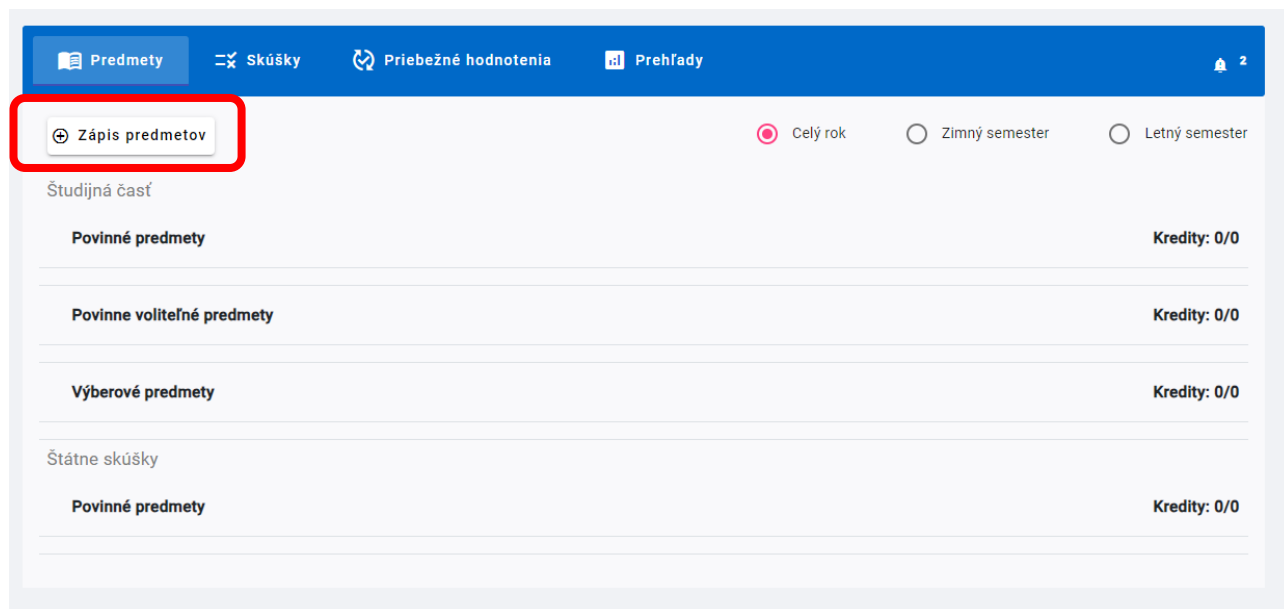 Predmety Skúšky Priebežné hodnotenia Prehľady 2
Zápis predmetov Celý rok Zimný semester Letný semester
Študijná časť
Povinné predmety Kredity: 0/0
Povinne voliteľné predmety Kredity: 0/0
Výberové predmety Kredity: 0/0
Štátne skúšky
Povinné predmety Kredity: 0/0